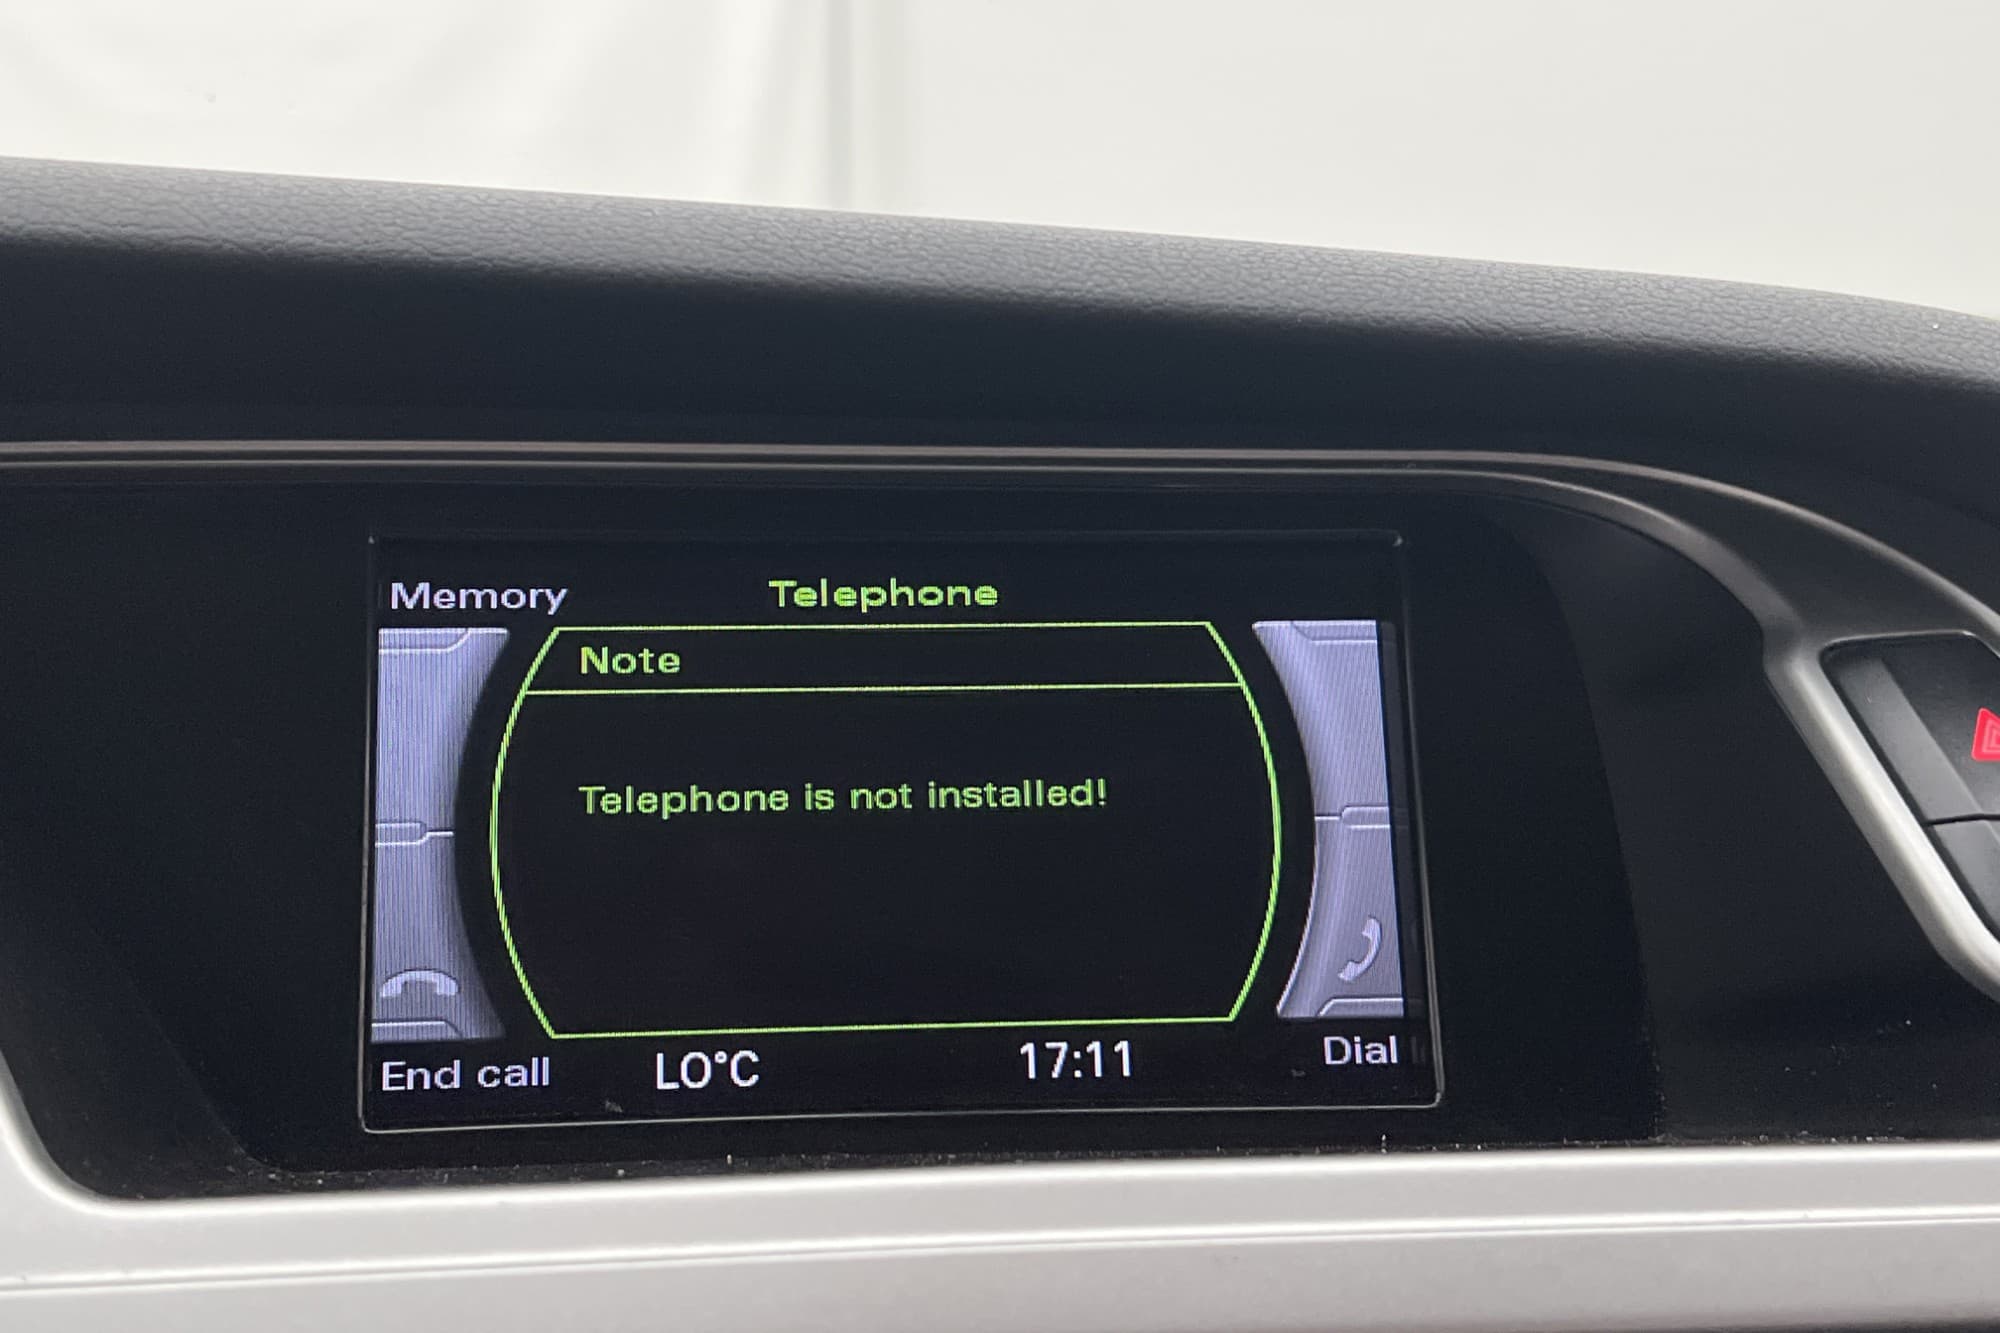 Memory
Telephone
Note
Telephone is not installed!
End call
LO°C
17:11
Dial